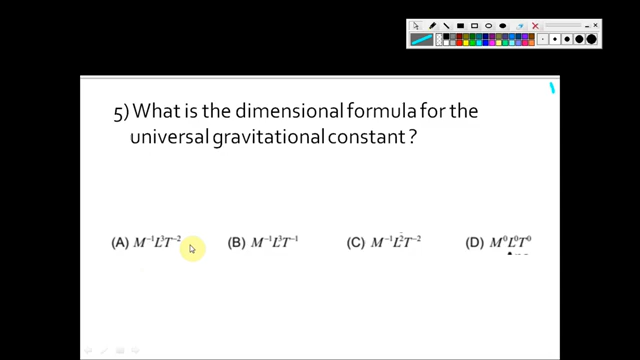 5) What is the dimensional formula for the
universal gravitational constant ?
(A) M⁻¹L³T⁻² (B) M⁻¹L³T⁻¹ (C) M⁻¹L²T⁻² (D) M⁰L⁰T⁰